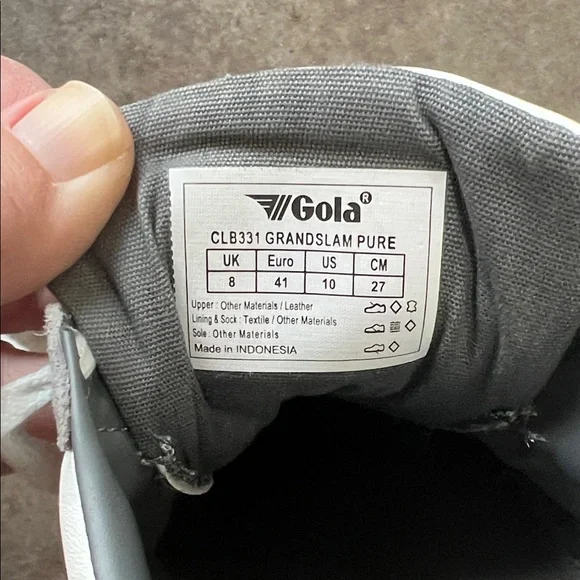 Gola®
CLB331 GRANDSLAM PURE
UK Euro US CM
8 41 10 27
Upper : Other Materials / Leather
Lining & Sock : Textile / Other Materials
Sole : Other Materials
Made in INDONESIA